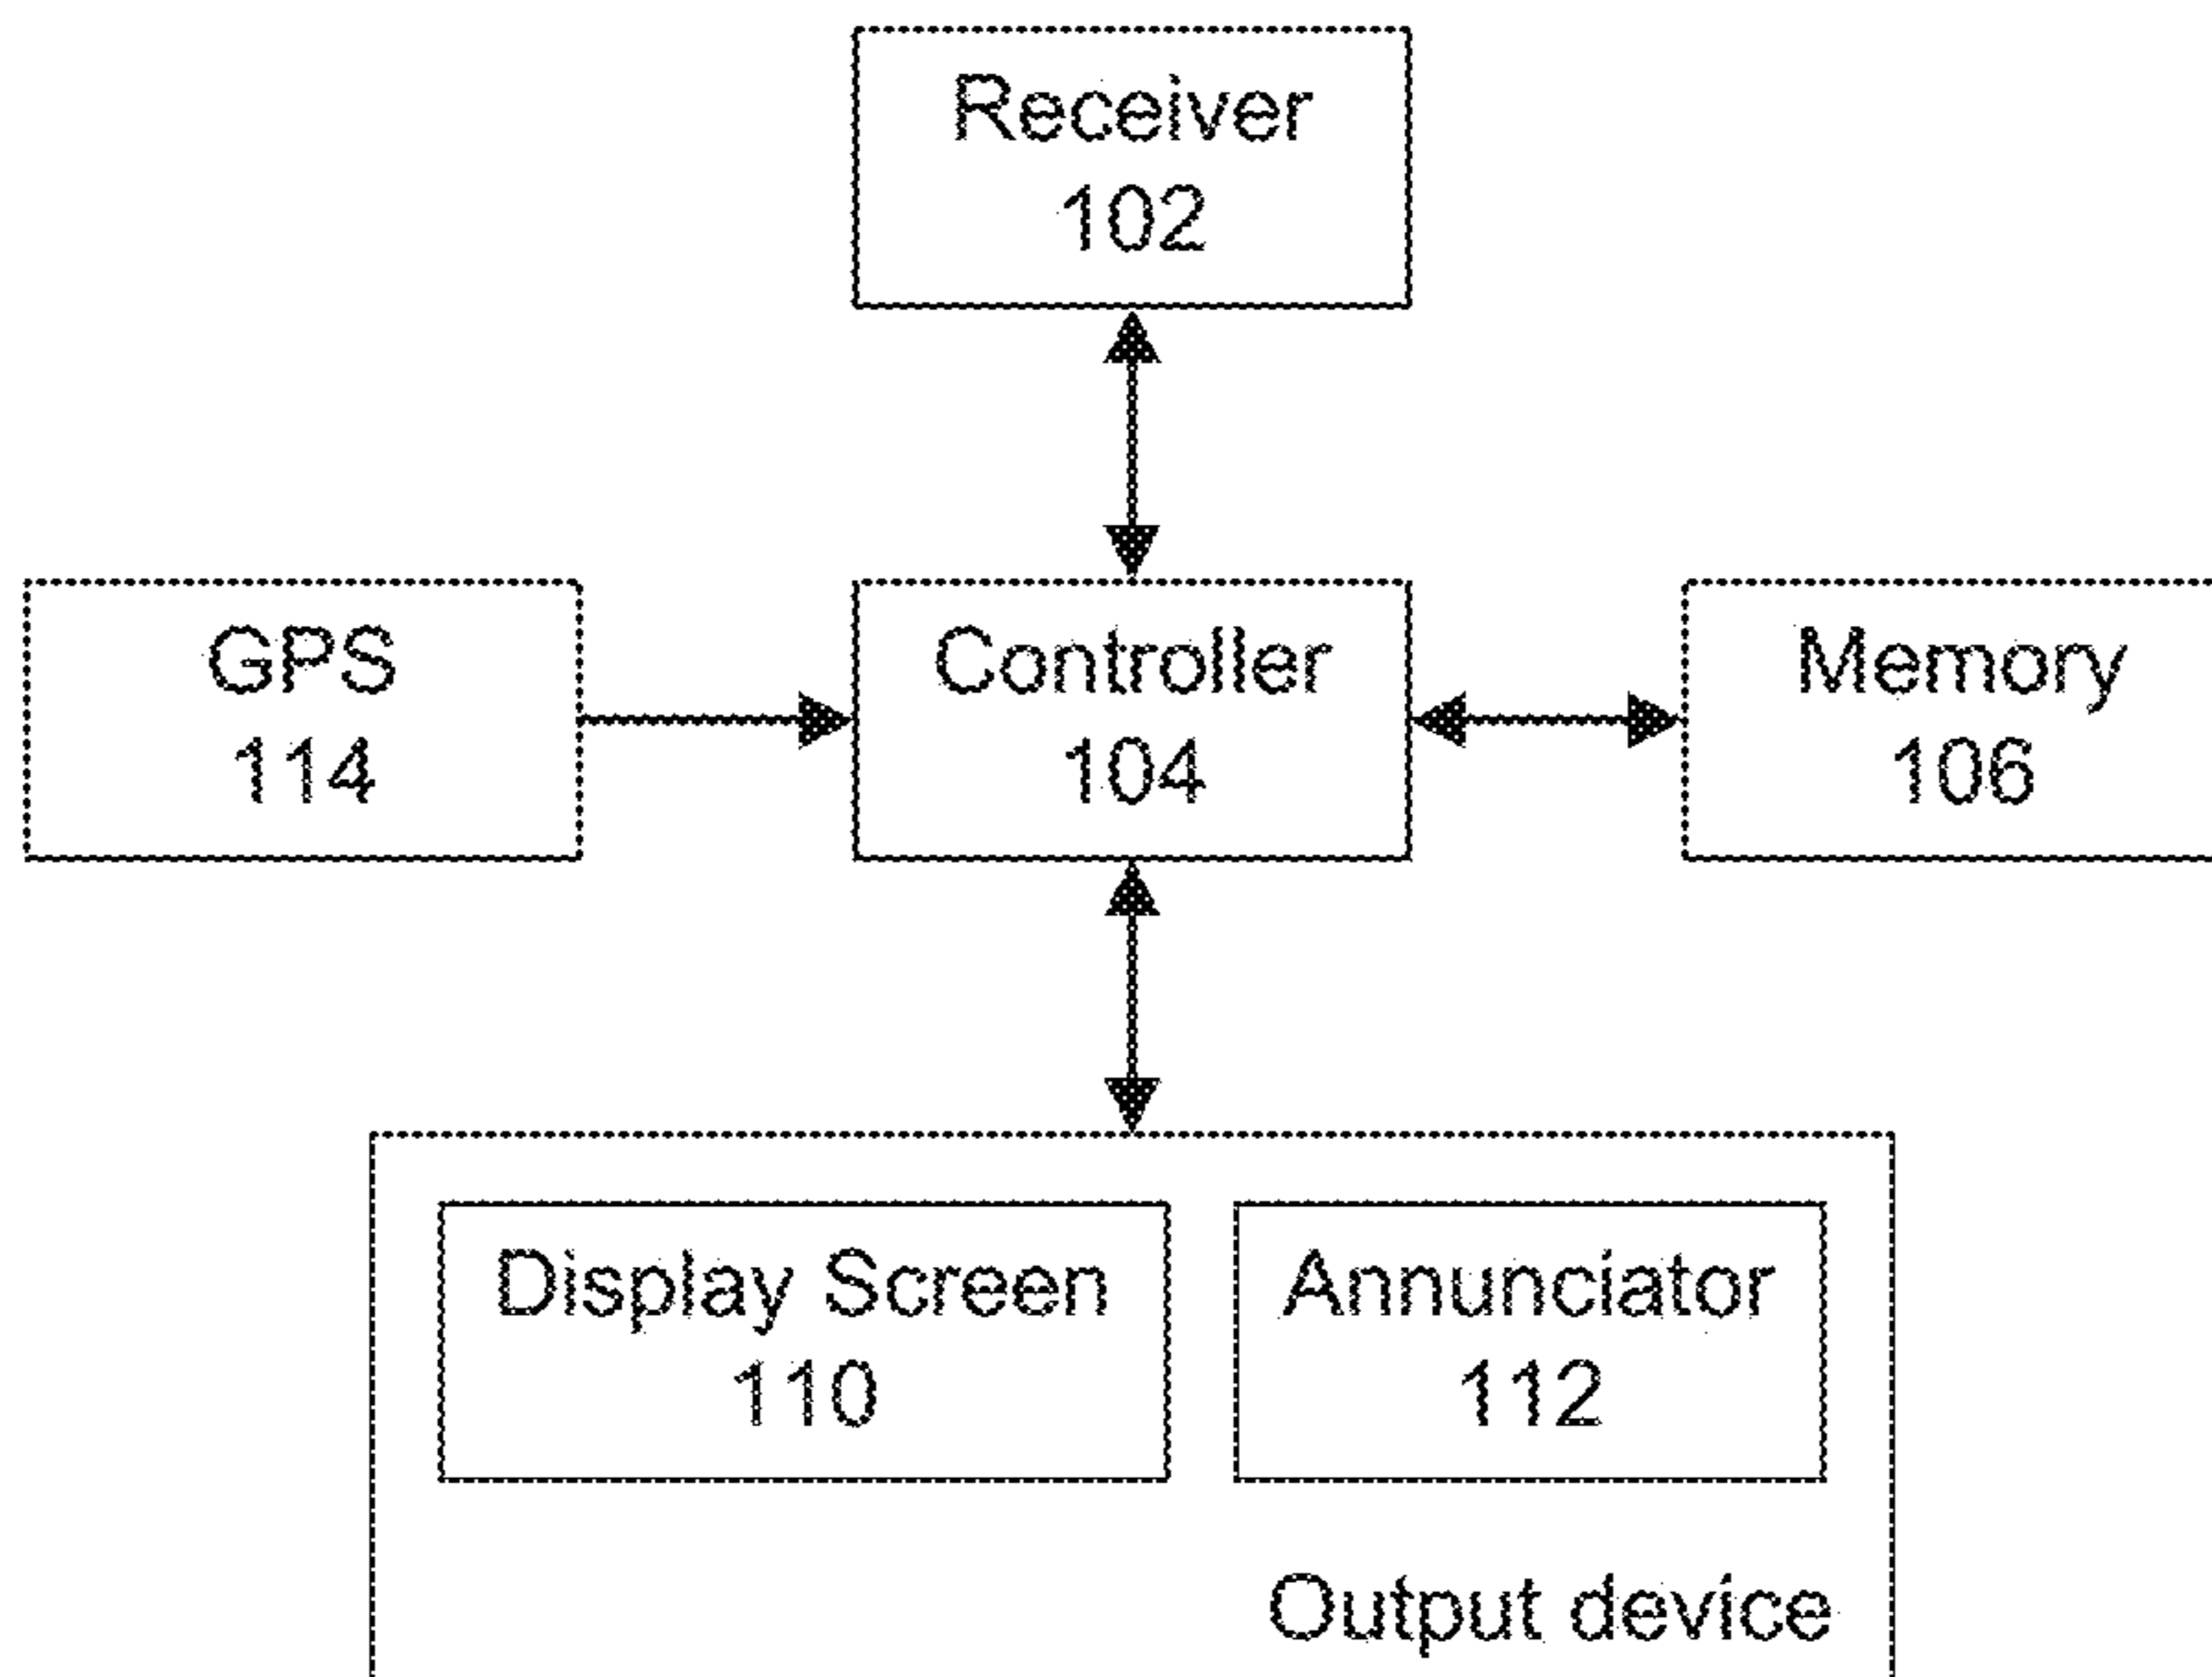 Receiver
102
GPS
114
Controller
104
Memory
106
Display Screen
110
Annunciator
112
Output device